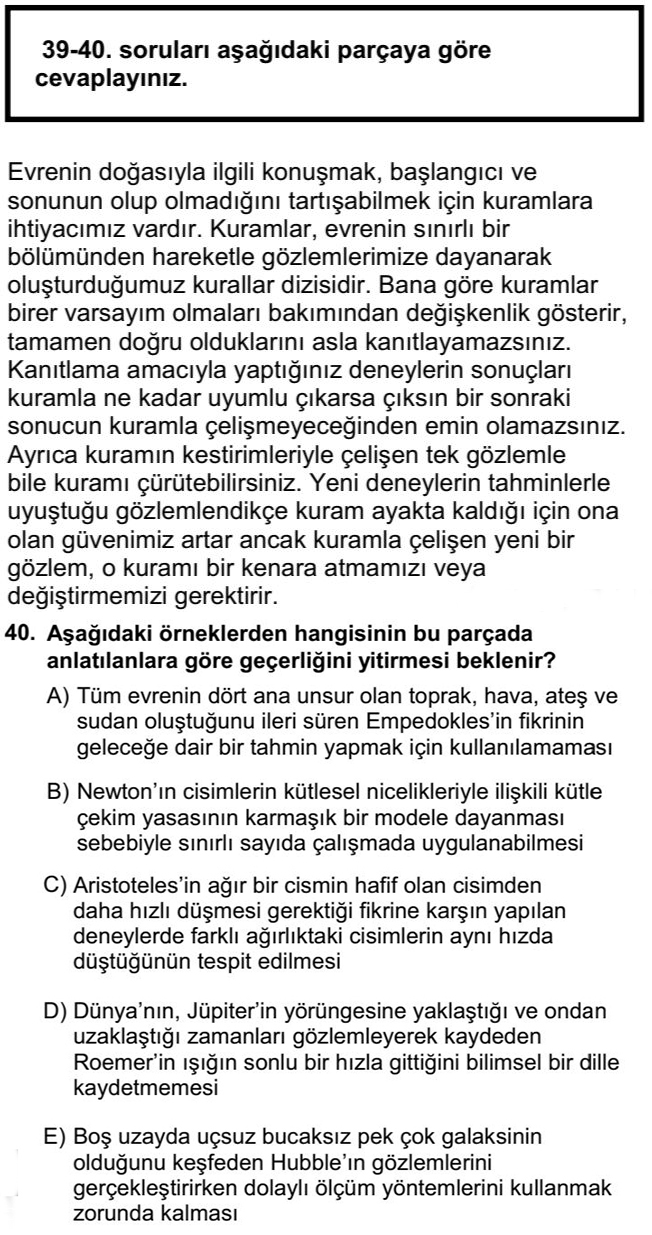 39-40. soruları aşağıdaki parçaya göre
cevaplayınız.
Evrenin doğasıyla ilgili konuşmak, başlangıcı ve
sonunun olup olmadığını tartışabilmek için kuramlara
ihtiyacımız vardır. Kuramlar, evrenin sınırlı bir
bölümünden hareketle gözlemlerimize dayanarak
oluşturduğumuz kurallar dizisidir. Bana göre kuramlar
birer varsayım olmaları bakımından değişkenlik gösterir,
tamamen doğru olduklarını asla kanıtlayamazsınız.
Kanıtlama amacıyla yaptığınız deneylerin sonuçları
kuramla ne kadar uyumlu çıkarsa çıksın bir sonraki
sonucun kuramla çelişmeyeceğinden emin olamazsınız.
Ayrıca kuramın kestirimleriyle çelişen tek gözlemle
bile kuramı çürütebilirsiniz. Yeni deneylerin tahminlerle
uyuştuğu gözlemlendikçe kuram ayakta kaldığı için ona
olan güvenimiz artar ancak kuramla çelişen yeni bir
gözlem, o kuramı bir kenara atmamızı veya
değiştirmemizi gerektirir.
40. Aşağıdaki örneklerden hangisinin bu parçada
anlatılanlara göre geçerliğini yitirmesi beklenir?
A) Tüm evrenin dört ana unsur olan toprak, hava, ateş ve
sudan oluştuğunu ileri süren Empedokles'in fikrinin
geleceğe dair bir tahmin yapmak için kullanılamaması
B) Newton'ın cisimlerin kütlesel nicelikleriyle ilişkili kütle
çekim yasasının karmaşık bir modele dayanması
sebebiyle sınırlı sayıda çalışmada uygulanabilmesi
C) Aristoteles'in ağır bir cismin hafif olan cisimden
daha hızlı düşmesi gerektiği fikrine karşın yapılan
deneylerde farklı ağırlıktaki cisimlerin aynı hızda
düştüğünün tespit edilmesi
D) Dünya'nın, Jüpiter'in yörüngesine yaklaştığı ve ondan
uzaklaştığı zamanları gözlemleyerek kaydeden
Roemer'in ışığın sonlu bir hızla gittiğini bilimsel bir dille
kaydetmemesi
E) Boş uzayda uçsuz bucaksız pek çok galaksinin
olduğunu keşfeden Hubble'ın gözlemlerini
gerçekleştirirken dolaylı ölçüm yöntemlerini kullanmak
zorunda kalması